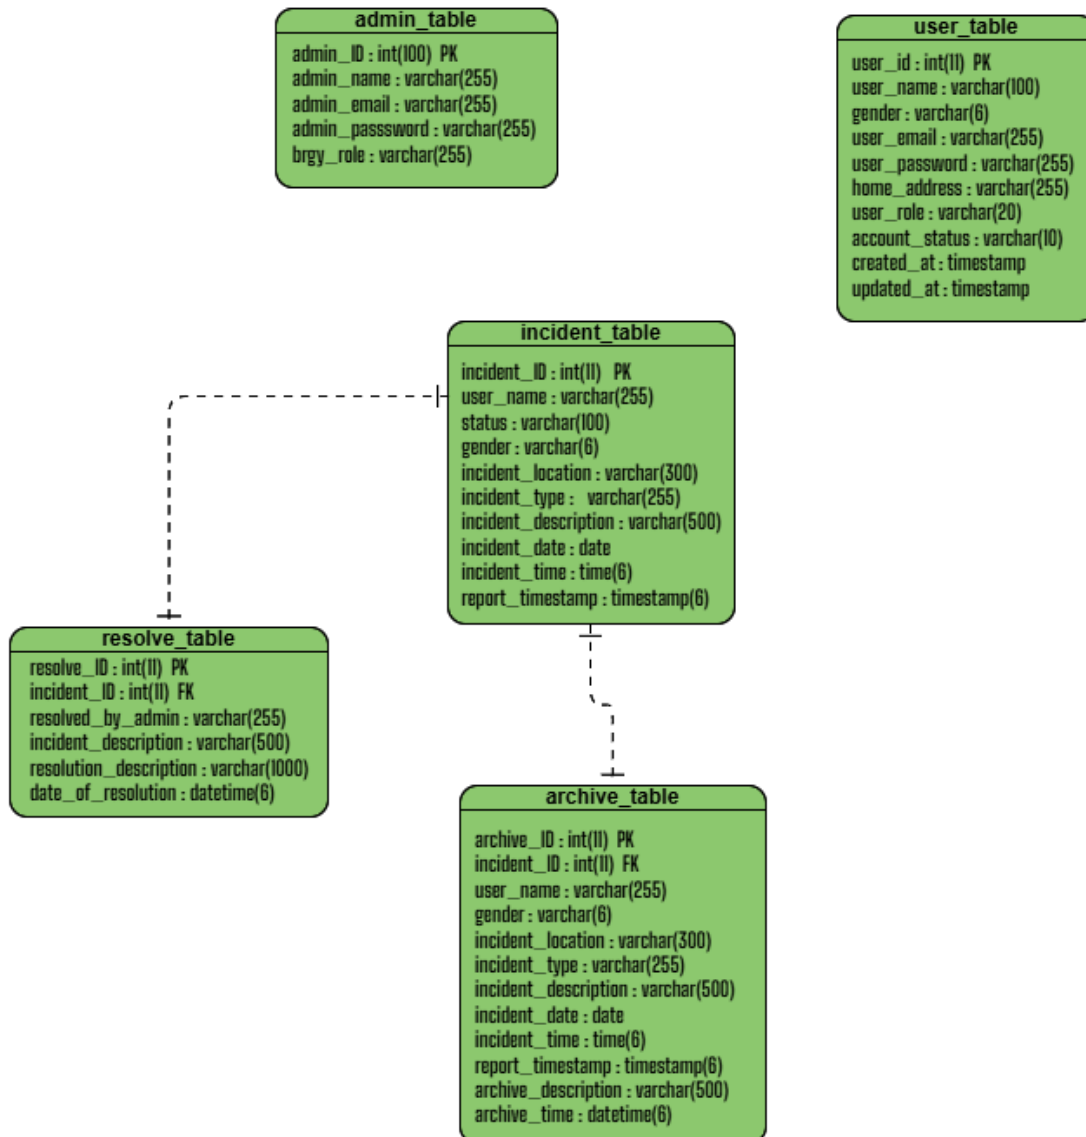 admin_table
admin_ID : int(100) PK
admin_name : varchar(255)
admin_email : varchar(255)
admin_passsword : varchar(255)
brgy_role : varchar(255)
user_table
user_id : int(11) PK
user_name : varchar(100)
gender : varchar(6)
user_email : varchar(255)
user_password : varchar(255)
home_address : varchar(255)
user_role : varchar(20)
account_status : varchar(10)
created_at : timestamp
updated_at : timestamp
incident_table
incident_ID : int(11) PK
user_name : varchar(255)
status : varchar(100)
gender : varchar(6)
incident_location : varchar(300)
incident_type : varchar(255)
incident_description : varchar(500)
incident_date : date
incident_time : time(6)
report_timestamp : timestamp(6)
resolve_table
resolve_ID : int(11) PK
incident_ID : int(11) FK
resolved_by_admin : varchar(255)
incident_description : varchar(500)
resolution_description : varchar(1000)
date_of_resolution : datetime(6)
archive_table
archive_ID : int(11) PK
incident_ID : int(11) FK
user_name : varchar(255)
gender : varchar(6)
incident_location : varchar(300)
incident_type : varchar(255)
incident_description : varchar(500)
incident_date : date
incident_time : time(6)
report_timestamp : timestamp(6)
archive_description : varchar(500)
archive_time : datetime(6)